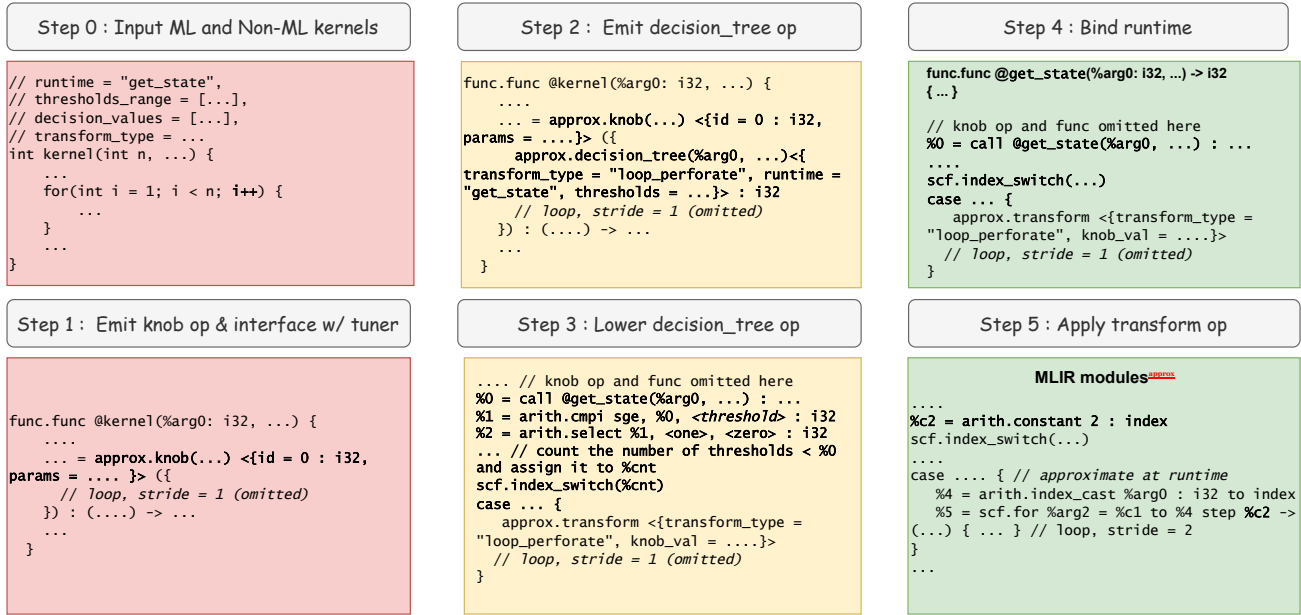 Step 0 : Input ML and Non-ML kernels
// runtime = "get_state",
// thresholds_range = [...],
// decision_values = [...],
// transform_type = ...
int kernel(int n, ...) {
...
for(int i = 1; i < n; i++) {
...
}
...
}
Step 1 : Emit knob op & interface w/ tuner
func.func @kernel(%arg0: i32, ...) {
....
... = approx.knob(...) <{id = 0 : i32,
params = .... }> ({
// loop, stride = 1 (omitted)
}) : (....) -> ...
...
}
Step 2 : Emit decision_tree op
func.func @kernel(%arg0: i32, ...) {
....
... = approx.knob(...) <{id = 0 : i32,
params = ....}> ({
approx.decision_tree(%arg0, ...)<{
transform_type = "loop_perforate", runtime =
"get_state", thresholds = ...}> : i32
// loop, stride = 1 (omitted)
}) : (....) -> ...
...
}
Step 3 : Lower decision_tree op
.... // knob op and func omitted here
%0 = call @get_state(%arg0, ...) : ...
%1 = arith.cmpi sge, %0, <threshold> : i32
%2 = arith.select %1, <one>, <zero> : i32
... // count the number of thresholds < %0
and assign it to %cnt
scf.index_switch(%cnt)
case ... {
approx.transform <{transform_type =
"loop_perforate", knob_val = ....}>
// loop, stride = 1 (omitted)
}
Step 4 : Bind runtime
func.func @get_state(%arg0: i32, ...) -> i32
{ ... }
// knob op and func omitted here
%0 = call @get_state(%arg0, ...) : ...
....
scf.index_switch(...)
case ... {
approx.transform <{transform_type =
"loop_perforate", knob_val = ....}>
// loop, stride = 1 (omitted)
}
Step 5 : Apply transform op
MLIR modules approx
....
%c2 = arith.constant 2 : index
scf.index_switch(...)
....
case .... { // approximate at runtime
%4 = arith.index_cast %arg0 : i32 to index
%5 = scf.for %arg2 = %c1 to %4 step %c2 ->
(...) { ... } // loop, stride = 2
}
...